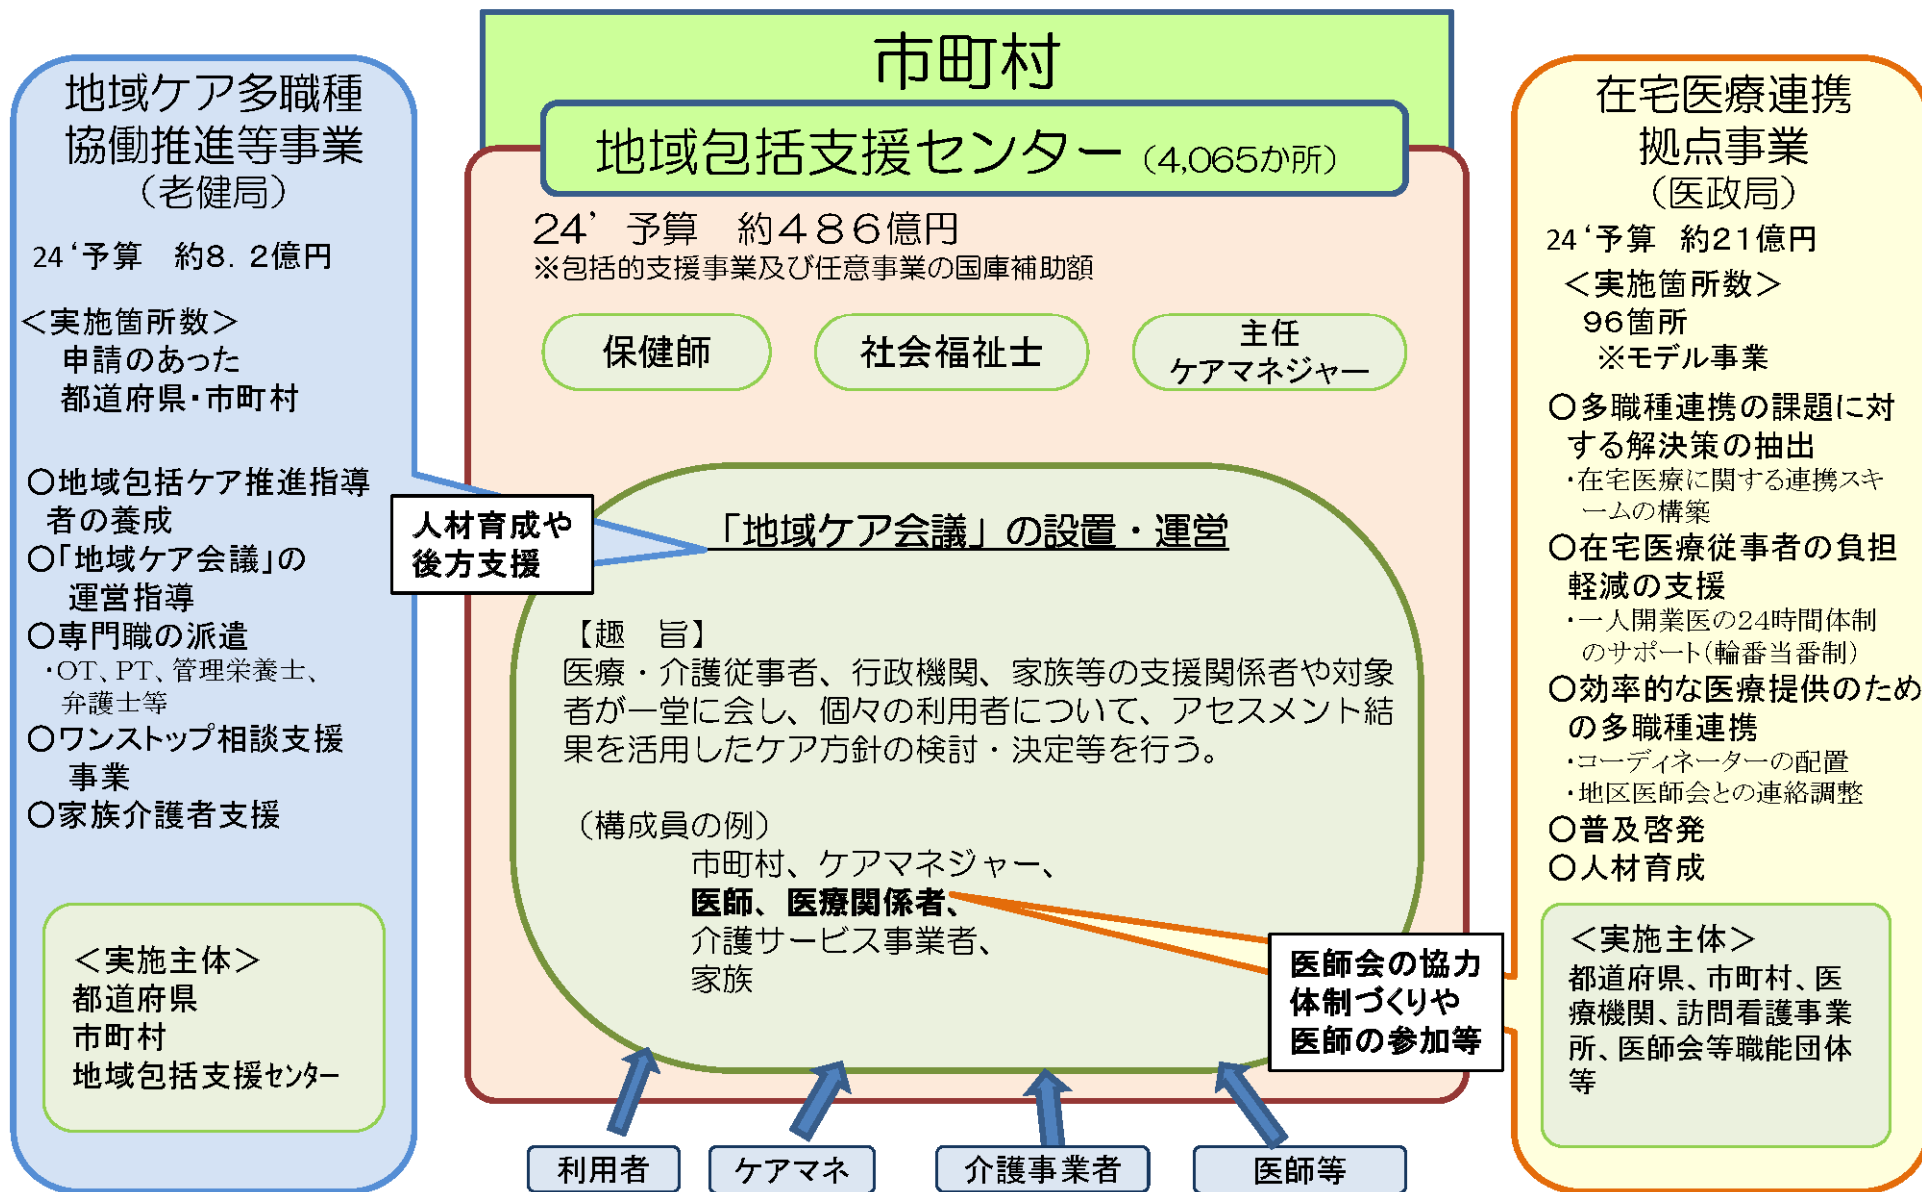 市町村
地域包括支援センター（4,065か所）
地域ケア多職種
協働推進等事業
（老健局）
24‘予算　約8．2億円
＜実施箇所数＞
申請のあった
都道府県・市町村
○地域包括ケア推進指導
者の養成
○「地域ケア会議」の
運営指導
○専門職の派遣
・OT、PT、管理栄養士、
弁護士等
○ワンストップ相談支援
事業
○家族介護者支援
＜実施主体＞
都道府県
市町村
地域包括支援センター
24’予算　約４８６億円
※包括的支援事業及び任意事業の国庫補助額
保健師
社会福祉士
主任
ケアマネジャー
人材育成や
後方支援
「地域ケア会議」の設置・運営
【趣　旨】
医療・介護従事者、行政機関、家族等の支援関係者や対象
者が一堂に会し、個々の利用者について、アセスメント結
果を活用したケア方針の検討・決定等を行う。
（構成員の例）
市町村、ケアマネジャー、
医師、医療関係者、
介護サービス事業者、
家族
医師会の協力
体制づくりや
医師の参加等
利用者
ケアマネ
介護事業者
医師等
在宅医療連携
拠点事業
（医政局）
24‘予算　約21億円
＜実施箇所数＞
96箇所
※モデル事業
○多職種連携の課題に対
する解決策の抽出
・在宅医療に関する連携スキ
ームの構築
○在宅医療従事者の負担
軽減の支援
・一人開業医の24時間体制
のサポート（輪番当番制）
○効率的な医療提供のため
の多職種連携
・コーディネーターの配置
・地区医師会との連絡調整
○普及啓発
○人材育成
＜実施主体＞
都道府県、市町村、医
療機関、訪問看護事業
所、医師会等職能団体
等